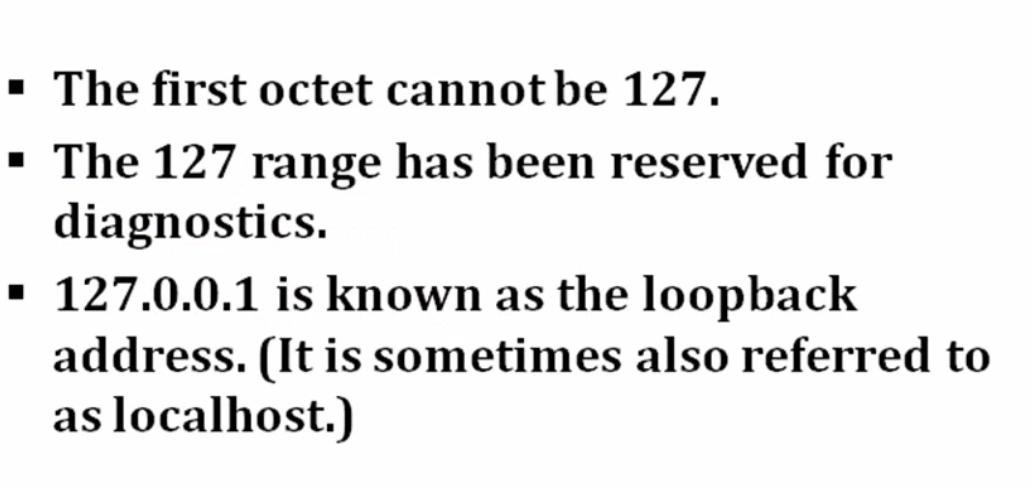 ▪ The first octet cannot be 127.
▪ The 127 range has been reserved for
diagnostics.
▪ 127.0.0.1 is known as the loopback
address. (It is sometimes also referred to
as localhost.)